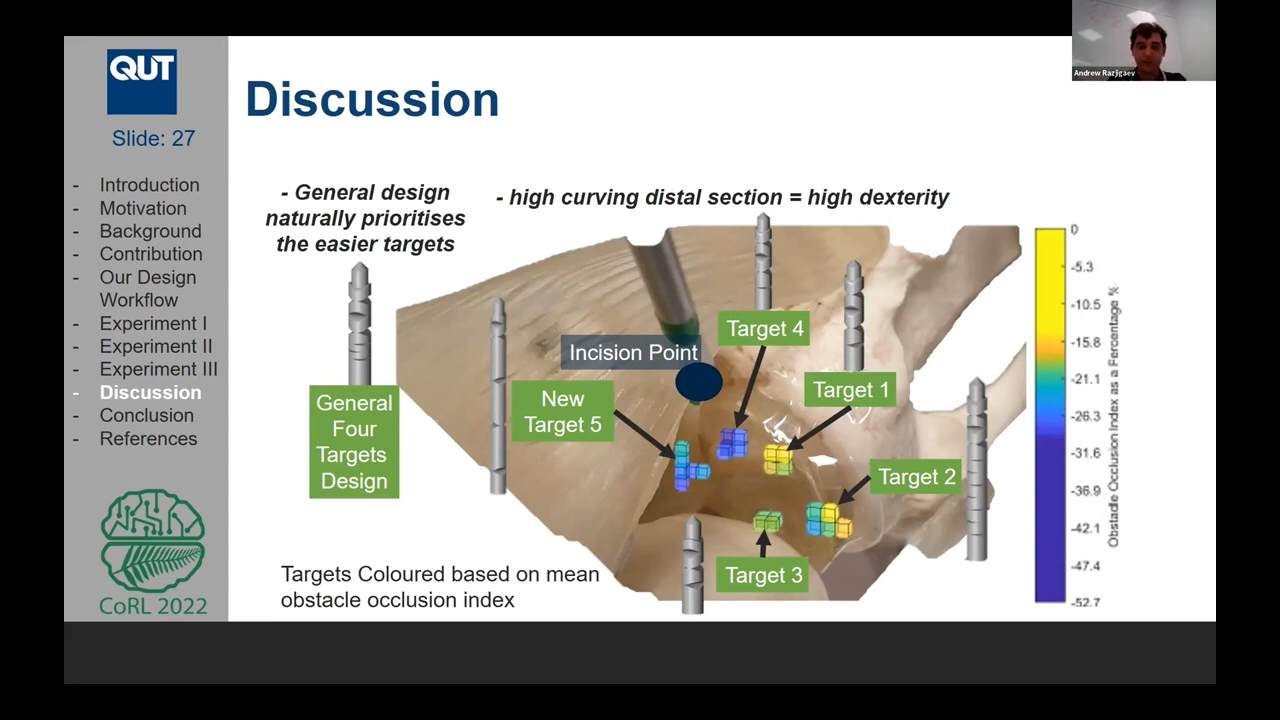 QUT
Slide: 27
- Introduction
- Motivation
- Background
- Contribution
- Our Design
Workflow
- Experiment I
- Experiment II
- Experiment III
- Discussion
- Conclusion
- References
CoRL 2022
Discussion
- General design
naturally prioritises
the easier targets
- high curving distal section = high dexterity
General
Four
Targets
Design
Incision Point
New
Target 5
Target 4
Target 1
Target 2
Target 3
Targets Coloured based on mean
obstacle occlusion index
0
-5.3
-10.5
-15.8
-21.1
-26.3
-31.6
-36.9
-42.1
-47.4
-52.7
Obstacle Occlusion Index as a Percentage %
Andrew Razjigaev